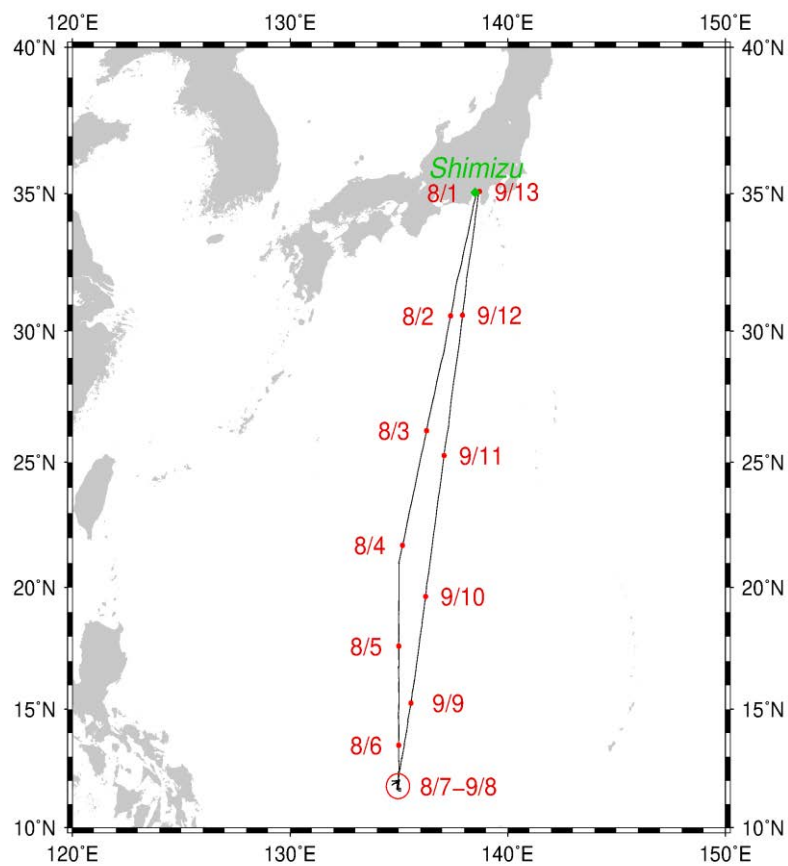 120˚E 130˚E 140˚E 150˚E
40˚N 40˚N
Shimizu
35˚N 8/1 9/13 35˚N
30˚N 8/2 9/12 30˚N
8/3
25˚N 9/11 25˚N
8/4
20˚N 9/10 20˚N
8/5
15˚N 9/9 15˚N
8/6
8/7–9/8
10˚N 10˚N
120˚E 130˚E 140˚E 150˚E